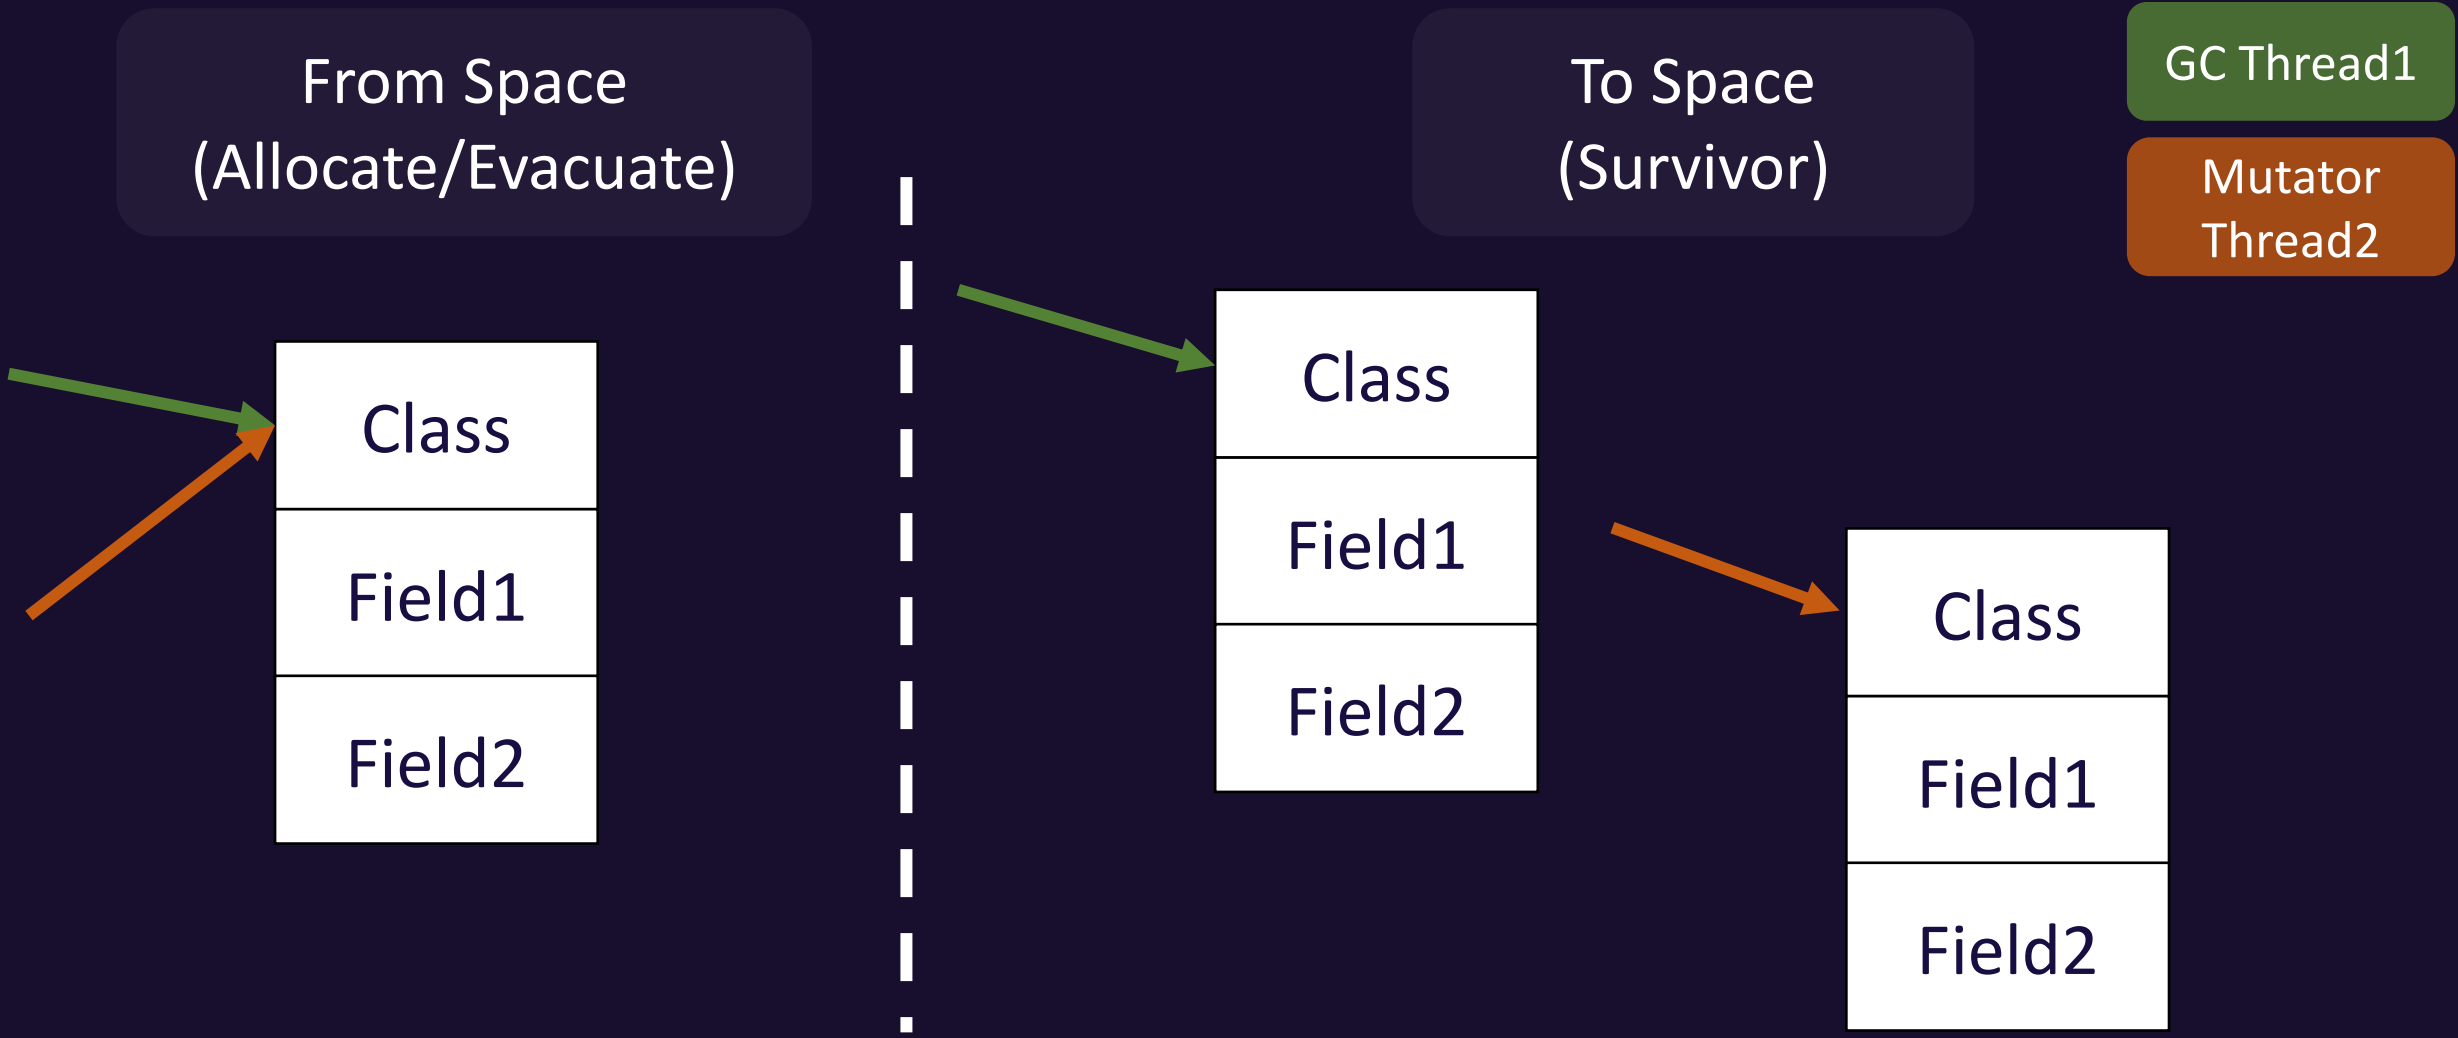 From Space
(Allocate/Evacuate)
To Space
(Survivor)
GC Thread1
Mutator
Thread2
Class
Field1
Field2
Class
Field1
Field2
Class
Field1
Field2